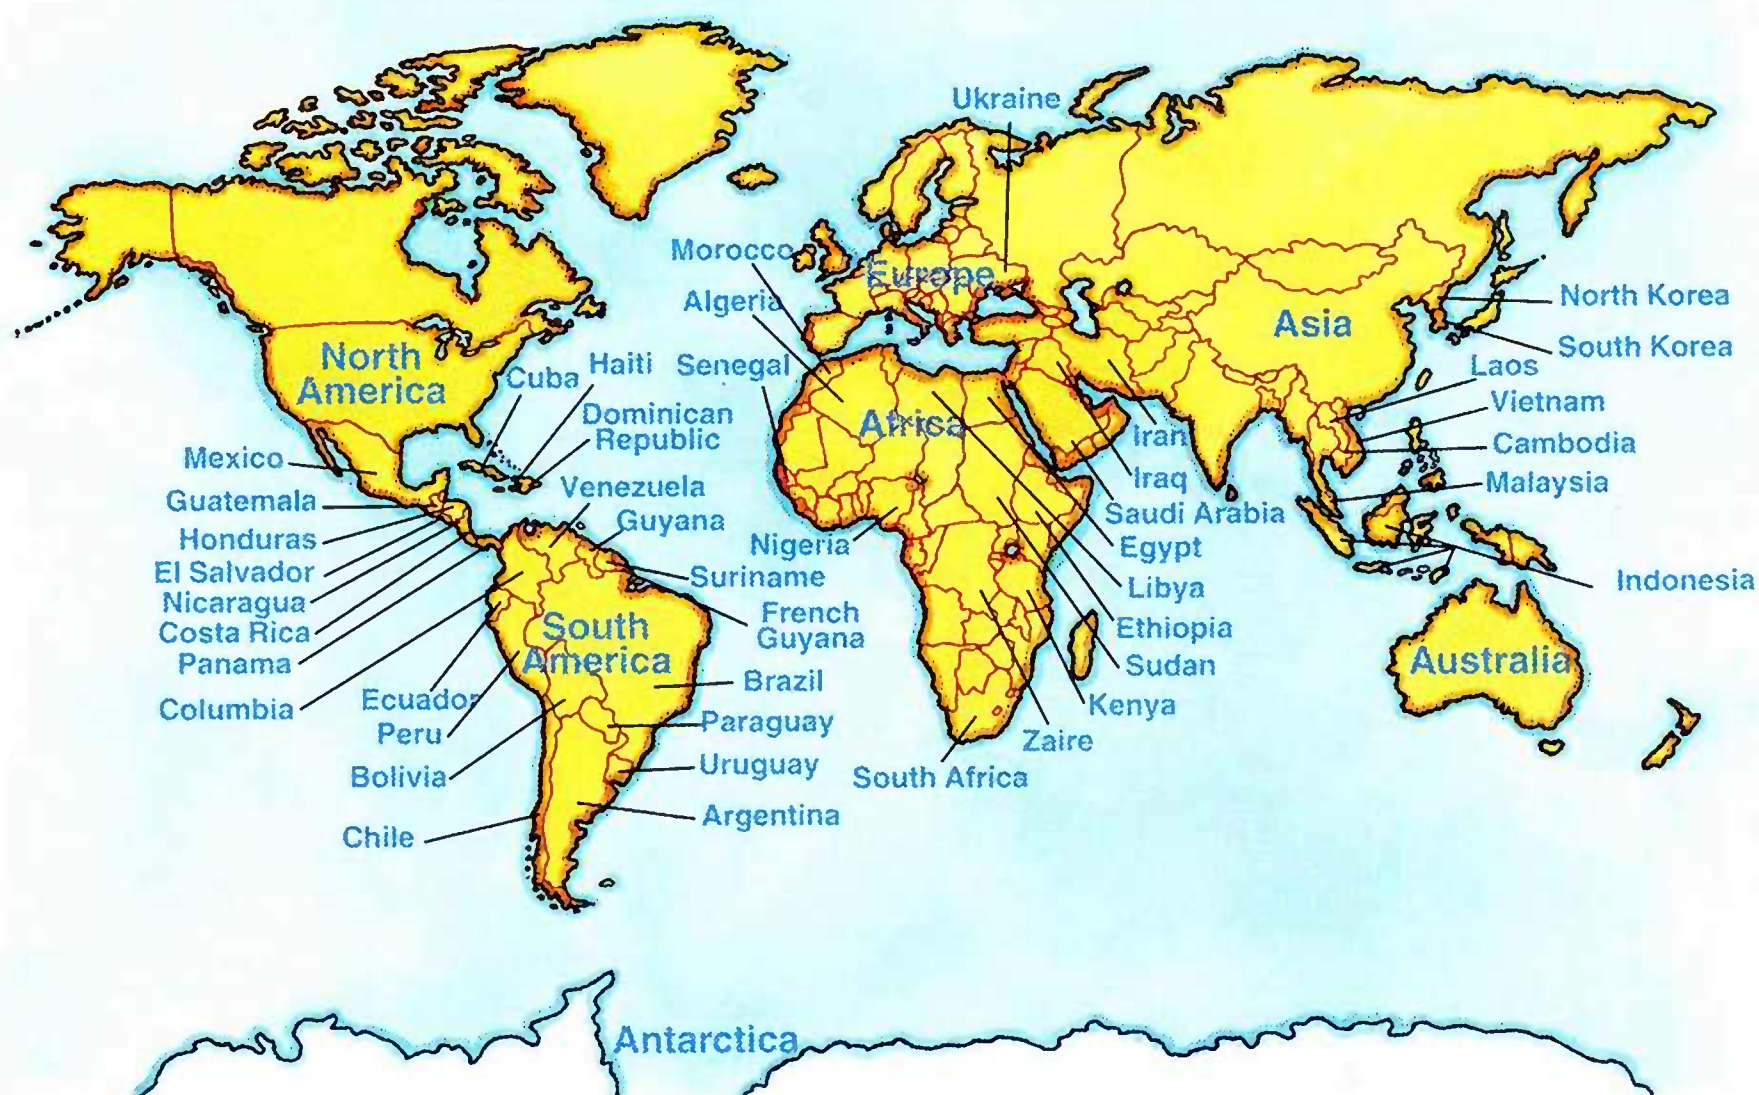 Ukraine
Morocco
Europe
Algeria
North Korea
Asia
South Korea
North
America
Haiti
Senegal
Laos
Cuba
Vietnam
Dominican
Republic
Africa
Iran
Cambodia
Mexico
Iraq
Malaysia
Venezuela
Guatemala
Saudi Arabia
Guyana
Honduras
Nigeria
Egypt
El Salvador
Suriname
Libya
Indonesia
Nicaragua
French
Guyana
Costa Rica
South
America
Ethiopia
Panama
Sudan
Australia
Brazil
Ecuador
Columbia
Kenya
Peru
Paraguay
Zaire
Bolivia
Uruguay
South Africa
Argentina
Chile
Antarctica